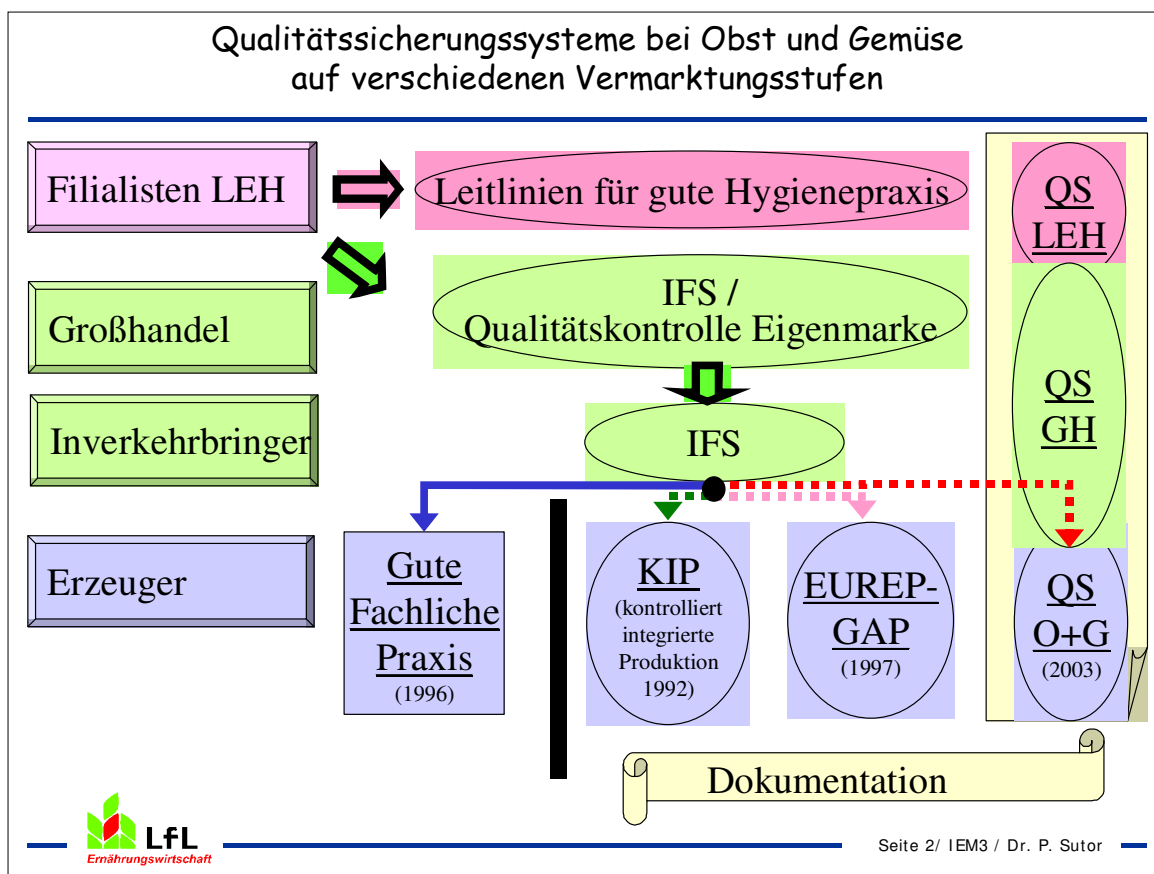 Qualitätssicherungssysteme bei Obst und Gemüse
auf verschiedenen Vermarktungsstufen
Filialisten LEH
Leitlinien für gute Hygienepraxis
QS
LEH
Großhandel
IFS /
Qualitätskontrolle Eigenmarke
QS
GH
Inverkehrbringer
IFS
Erzeuger
Gute
Fachliche
Praxis
(1996)
KIP
(kontrolliert
integrierte
Produktion
1992)
EUREP-
GAP
(1997)
QS
O+G
(2003)
Dokumentation
LfL
Ernährungswirtschaft
Seite 2/ IEM3 / Dr. P. Sutor